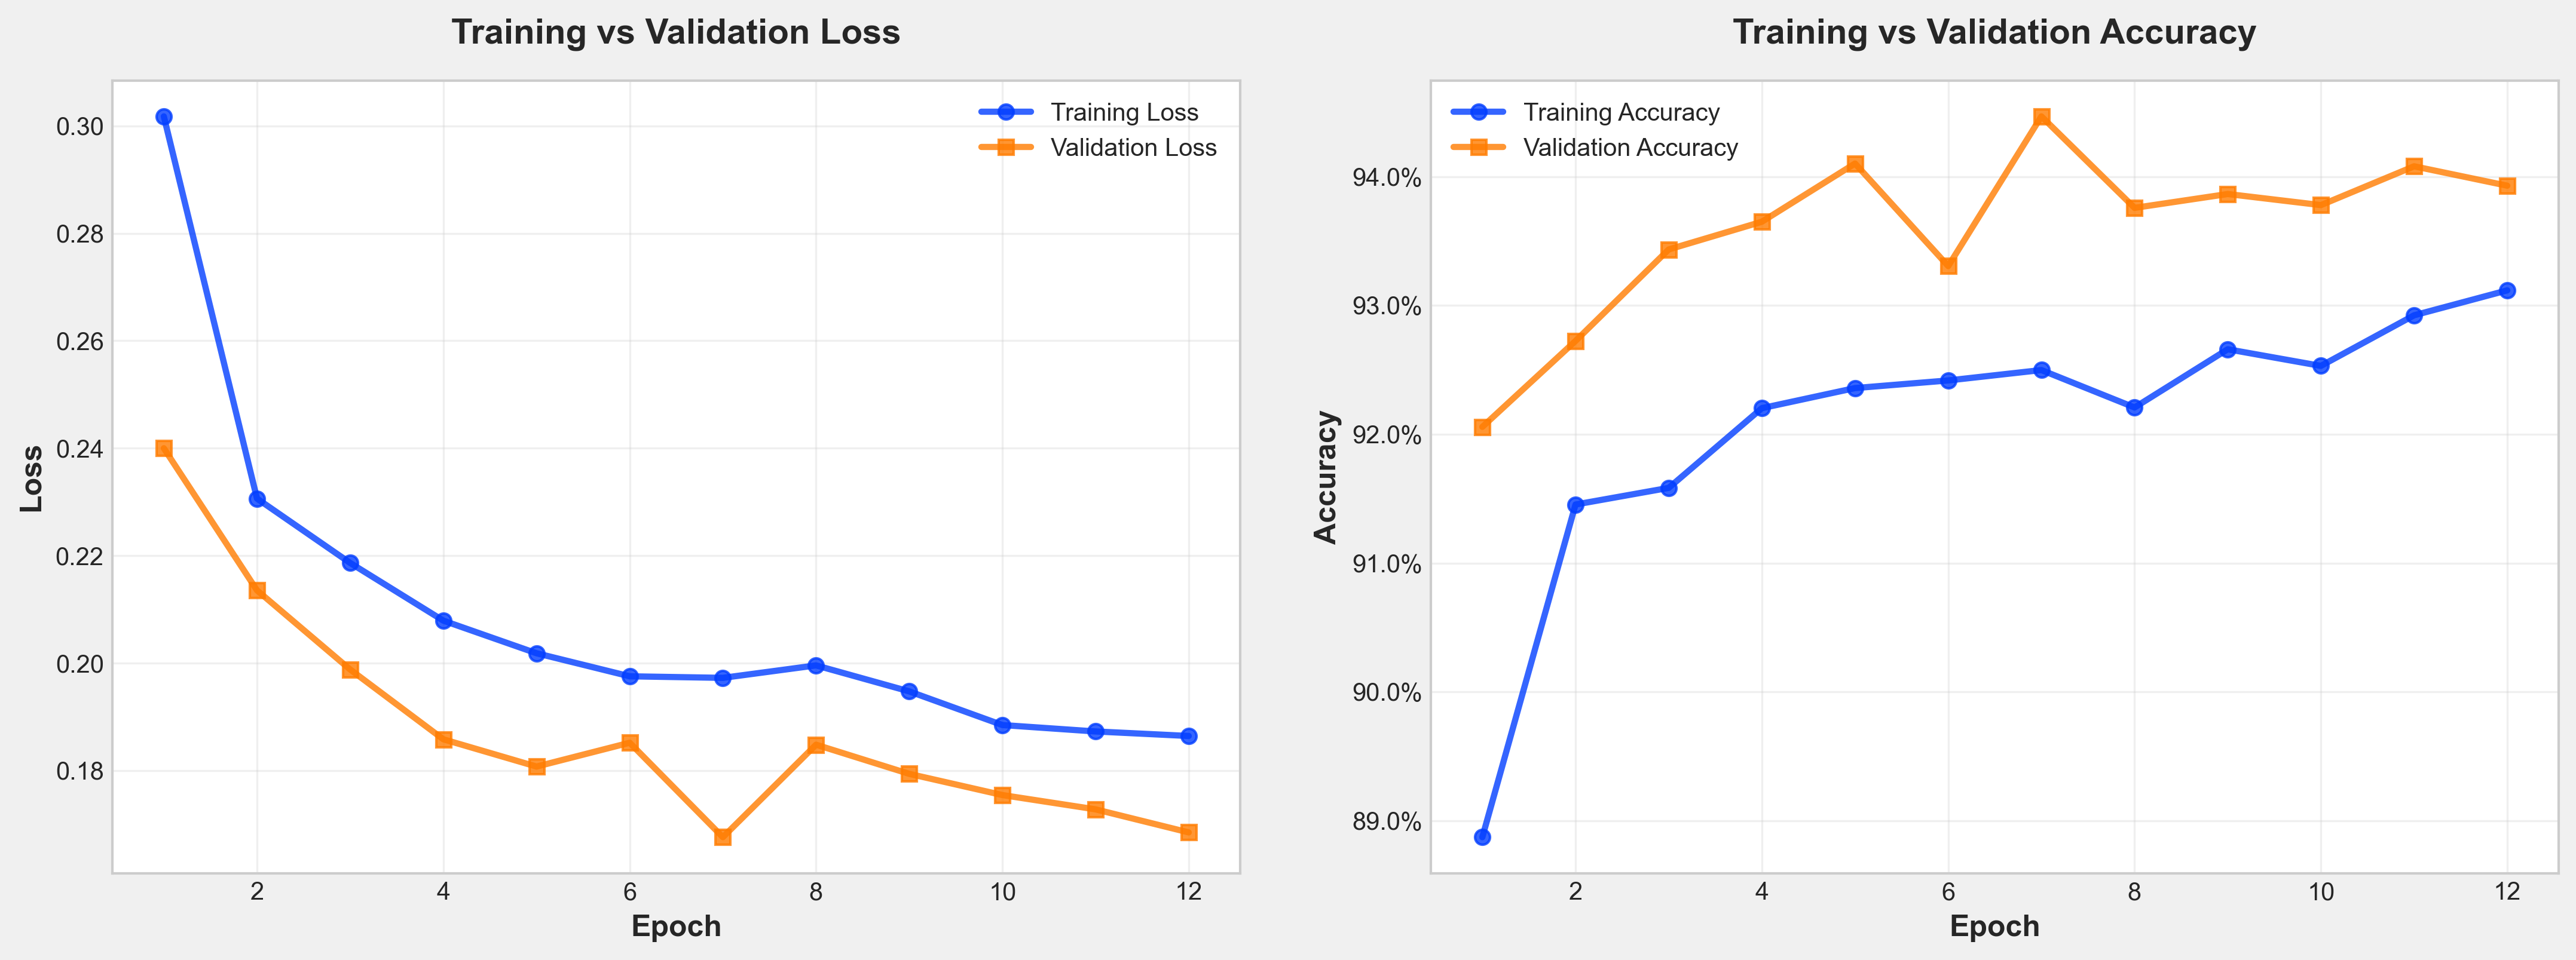 Training vs Validation Loss
Training Loss
Validation Loss
0.30
0.28
0.26
0.24
0.22
0.20
0.18
Loss
2 4 6 8 10 12
Epoch
Training vs Validation Accuracy
Training Accuracy
Validation Accuracy
94.0%
93.0%
92.0%
91.0%
90.0%
89.0%
Accuracy
2 4 6 8 10 12
Epoch